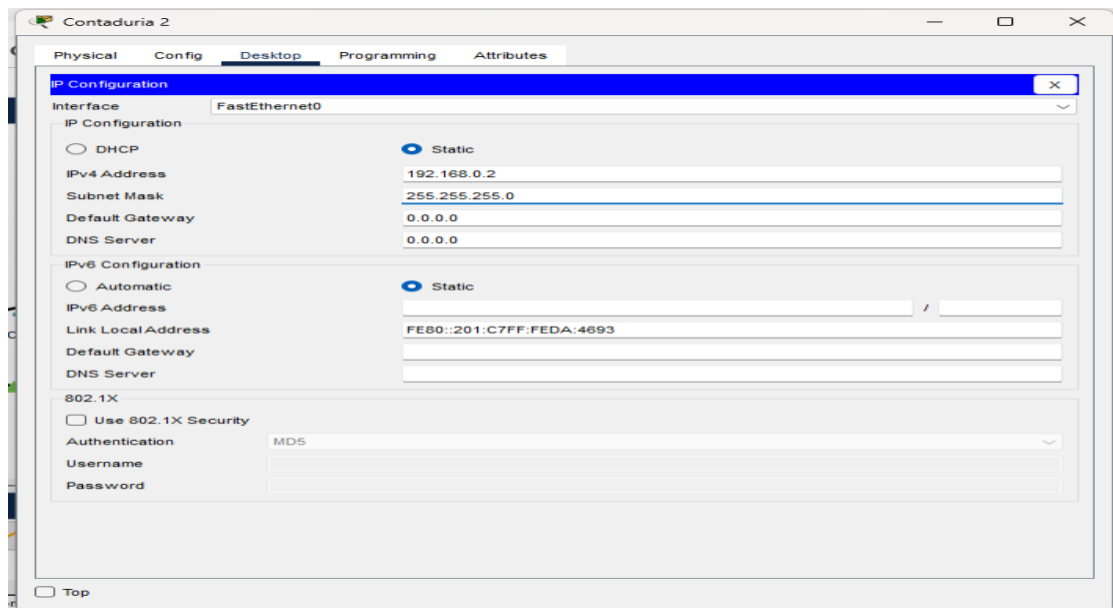 Contaduria 2
Physical Config Desktop Programming Attributes
IP Configuration X
Interface FastEthernet0
IP Configuration
DHCP Static
IPv4 Address 192.168.0.2
Subnet Mask 255.255.255.0
Default Gateway 0.0.0.0
DNS Server 0.0.0.0
IPv6 Configuration
Automatic Static
IPv6 Address /
Link Local Address FE80::201:C7FF:FEDA:4693
Default Gateway
DNS Server
802.1X
Use 802.1X Security
Authentication MD5
Username
Password
Top